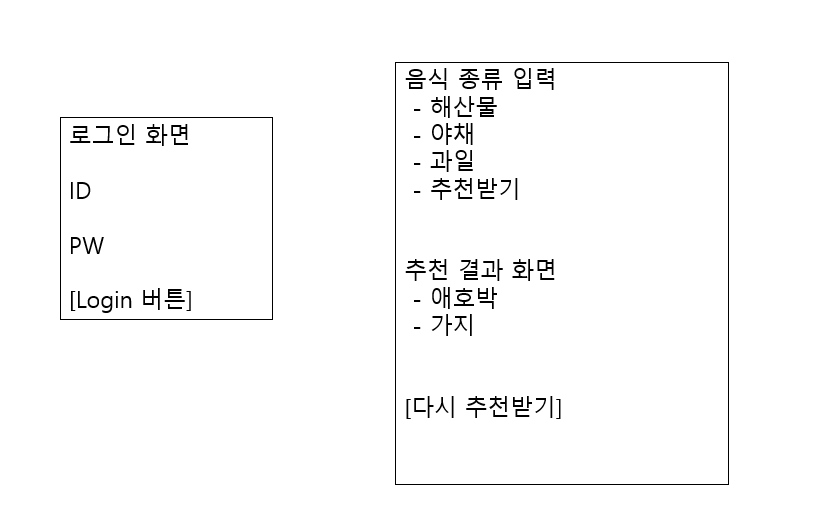 로그인 화면
ID
PW
[Login 버튼]
음식 종류 입력
- 해산물
- 야채
- 과일
- 추천받기
추천 결과 화면
- 애호박
- 가지
[다시 추천받기]